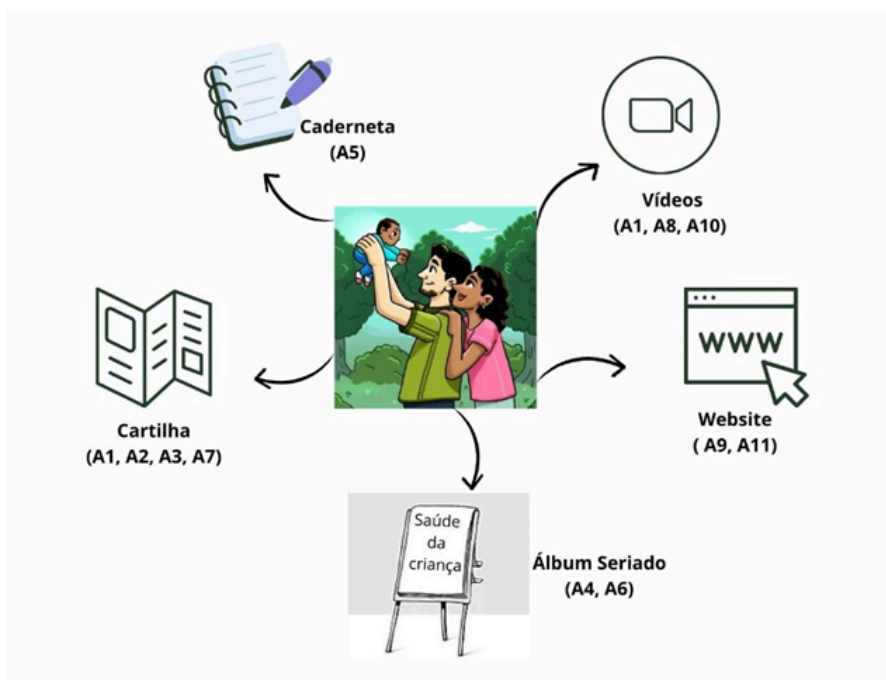 Caderneta
(A5)
Vídeos
(A1, A8, A10)
WWW
Website
( A9, A11)
Cartilha
(A1, A2, A3, A7)
Saúde
da
criança
Álbum Seriado
(A4, A6)